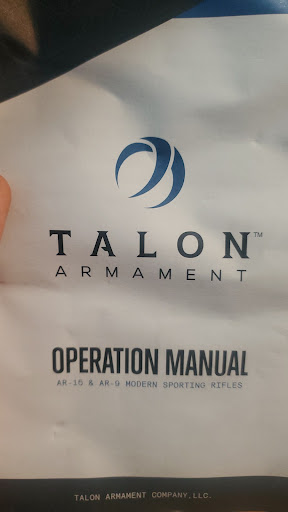 TALON™
ARMAMENT
OPERATION MANUAL
AR-15 & AR-9 MODERN SPORTING RIFLES
TALON ARMAMENT COMPANY, LLC.